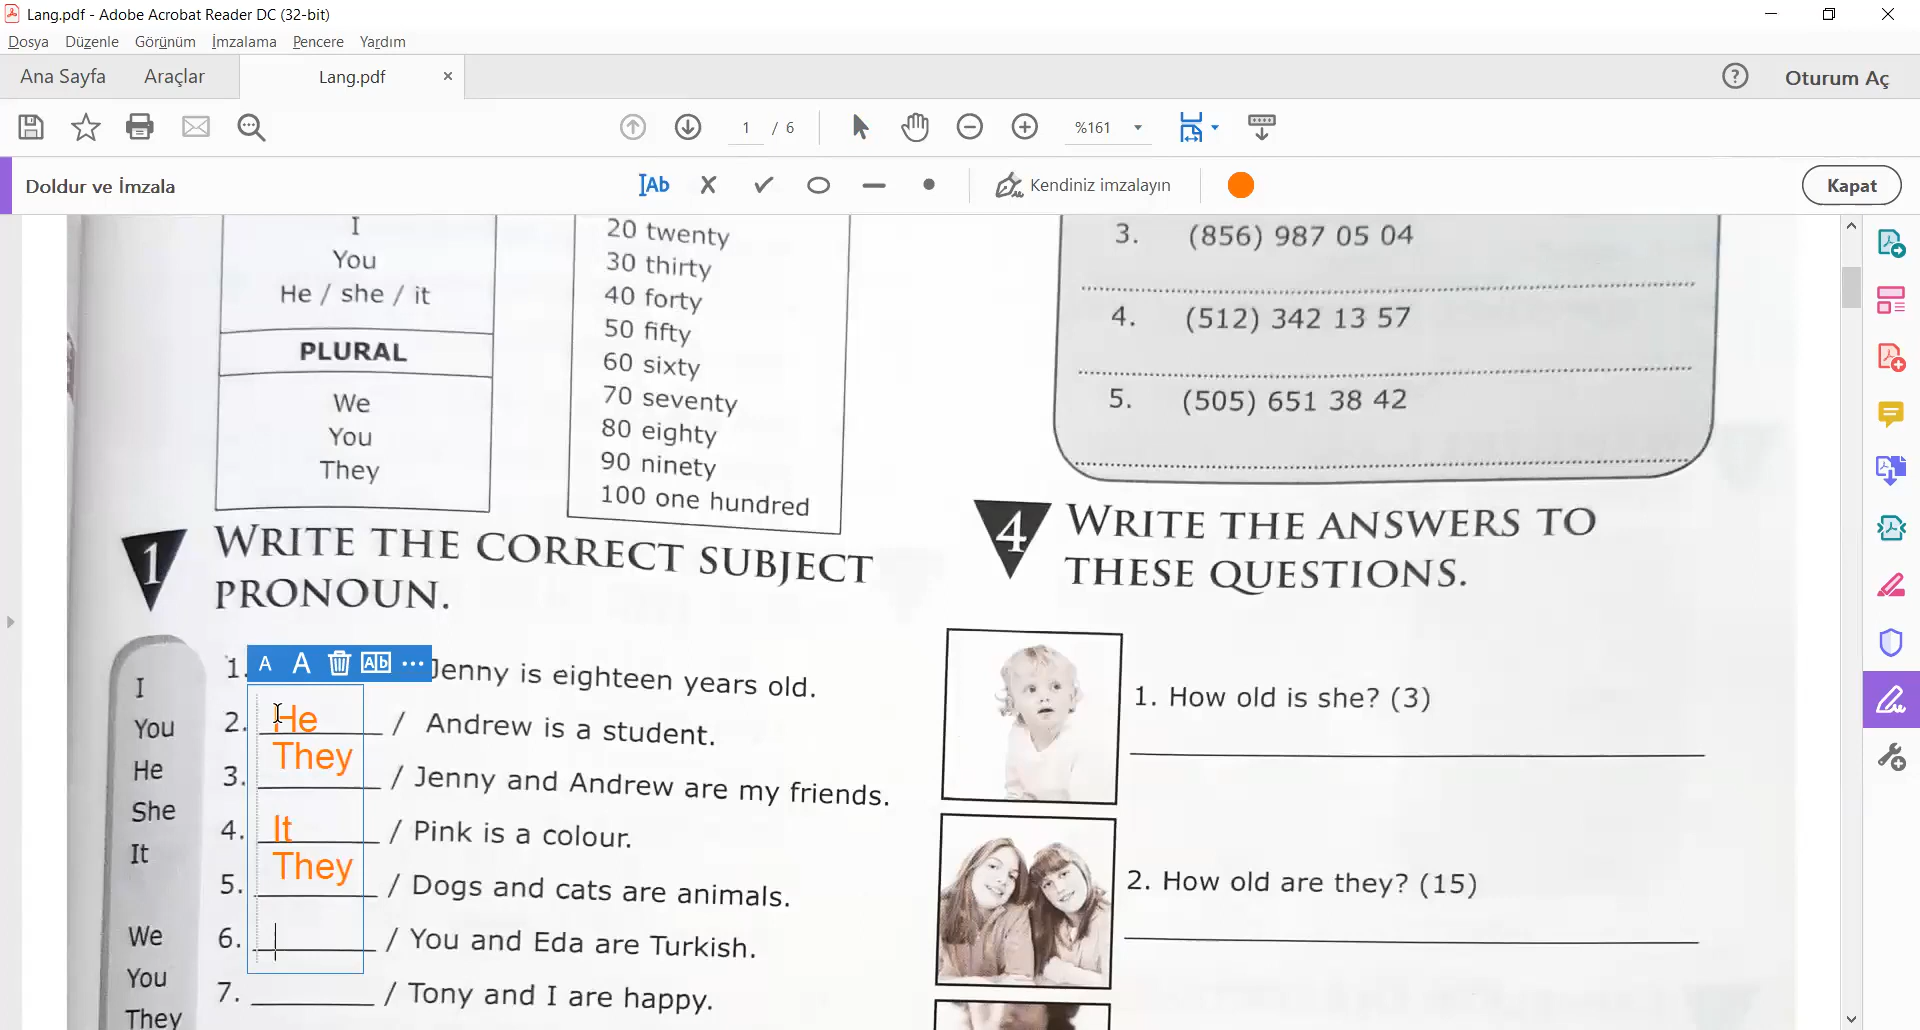 Lang.pdf - Adobe Acrobat Reader DC (32-bit)
Dosya Düzenle Görünüm İmzalama Pencere Yardım
Ana Sayfa Araçlar Lang.pdf × ? Oturum Aç
1 / 6 %161
Doldur ve İmzala Ab Kendiniz imzalayın Kapat
I
You
He / she / it
PLURAL
We
You
They
20 twenty
30 thirty
40 forty
50 fifty
60 sixty
70 seventy
80 eighty
90 ninety
100 one hundred
3. (856) 987 05 04
4. (512) 342 13 57
5. (505) 651 38 42
1 WRITE THE CORRECT SUBJECT
PRONOUN.
I
You
He
She
It
We
You
They
A A Ab ...
1. Jenny is eighteen years old.
2. He / Andrew is a student.
3. They / Jenny and Andrew are my friends.
4. It / Pink is a colour.
5. They / Dogs and cats are animals.
6. / You and Eda are Turkish.
7. / Tony and I are happy.
4 WRITE THE ANSWERS TO
THESE QUESTIONS.
1. How old is she? (3)
2. How old are they? (15)